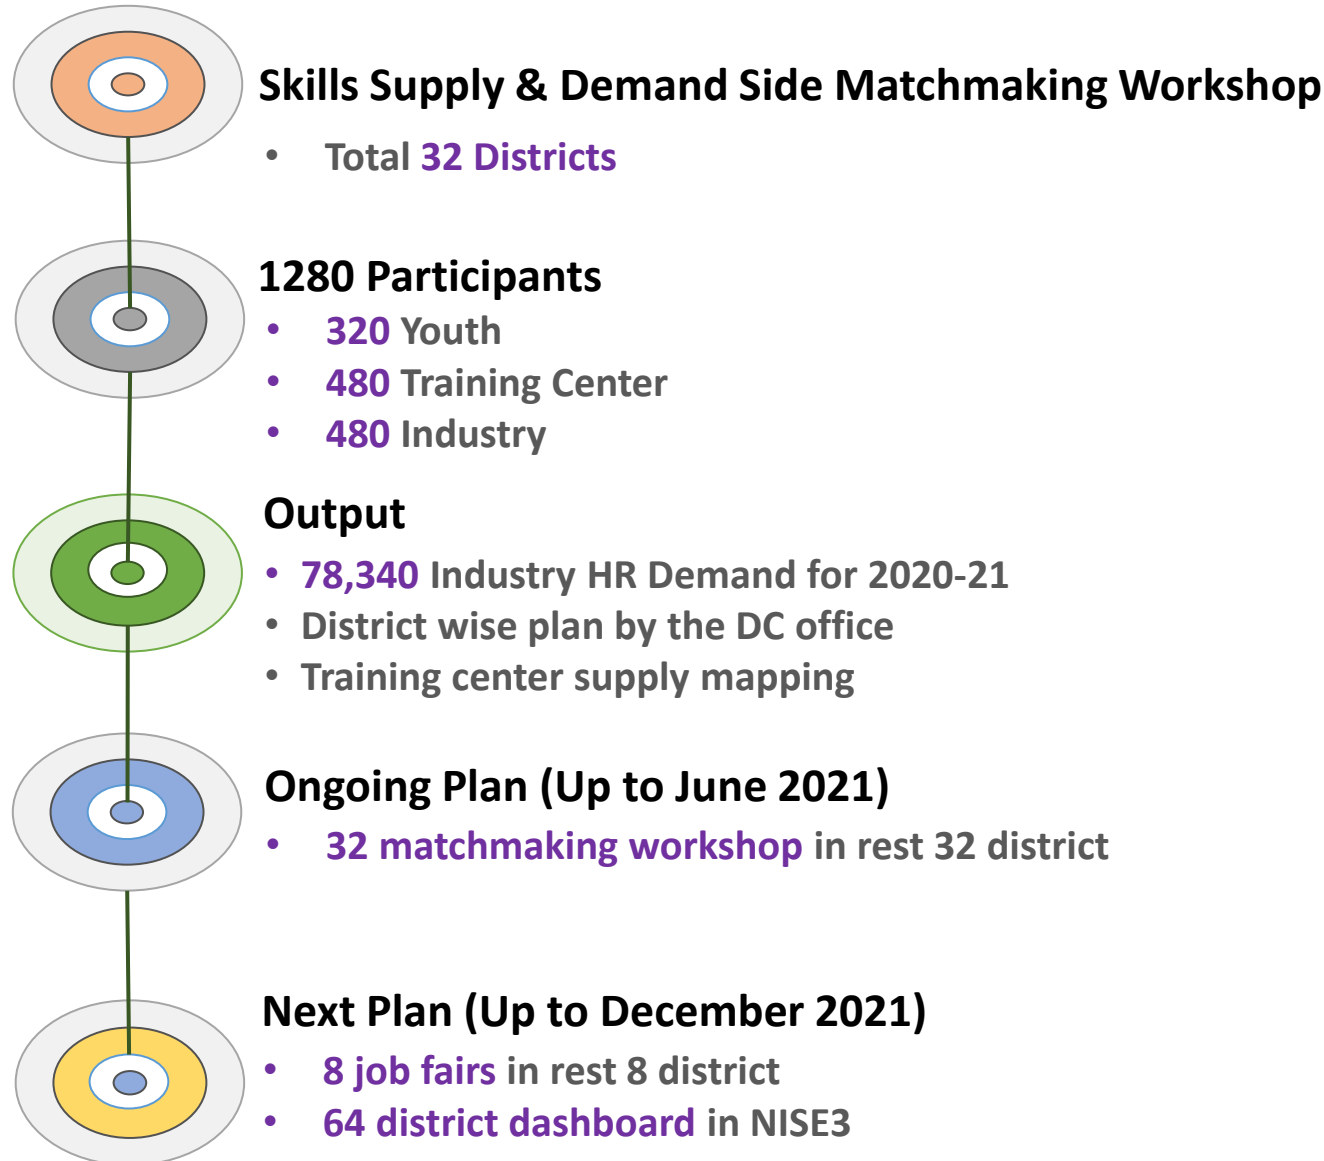 Skills Supply & Demand Side Matchmaking Workshop
• Total 32 Districts
1280 Participants
• 320 Youth
• 480 Training Center
• 480 Industry
Output
• 78,340 Industry HR Demand for 2020-21
• District wise plan by the DC office
• Training center supply mapping
Ongoing Plan (Up to June 2021)
• 32 matchmaking workshop in rest 32 district
Next Plan (Up to December 2021)
• 8 job fairs in rest 8 district
• 64 district dashboard in NISE3